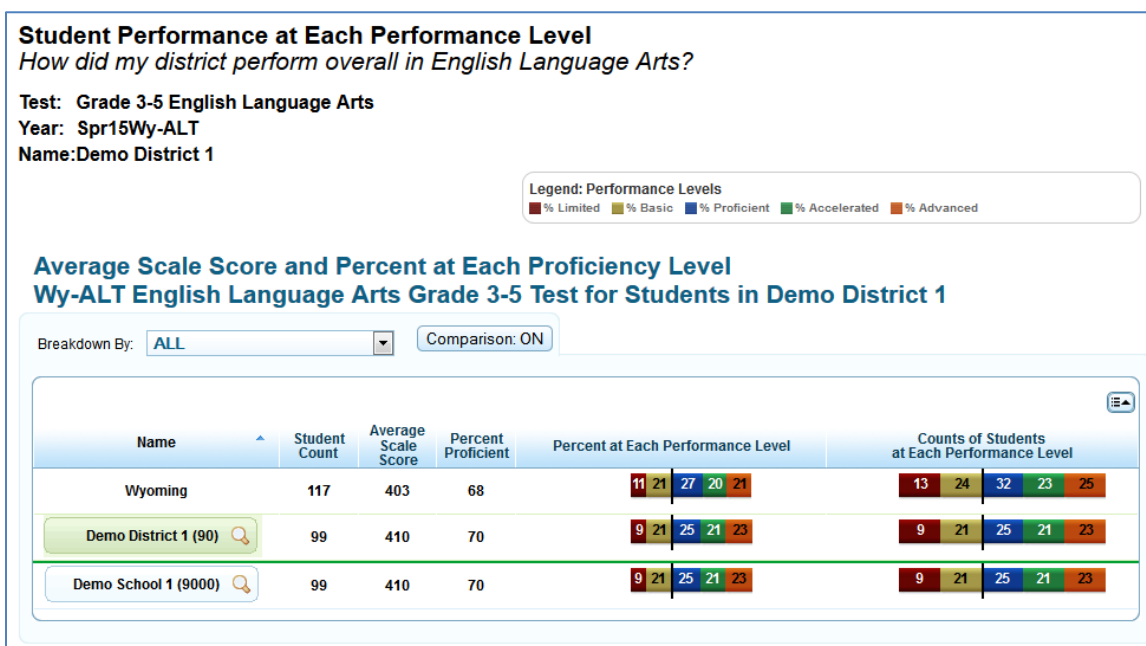 Student Performance at Each Performance Level
How did my district perform overall in English Language Arts?
Test: Grade 3-5 English Language Arts
Year: Spr15Wy-ALT
Name:Demo District 1
Legend: Performance Levels
% Limited % Basic % Proficient % Accelerated % Advanced
Average Scale Score and Percent at Each Proficiency Level
Wy-ALT English Language Arts Grade 3-5 Test for Students in Demo District 1
Breakdown By: ALL Comparison: ON
Name Student Count Average Scale Score Percent Proficient Percent at Each Performance Level Counts of Students at Each Performance Level
Wyoming 117 403 68 11 21 27 20 21 13 24 32 23 25
Demo District 1 (90) 99 410 70 9 21 25 21 23 9 21 25 21 23
Demo School 1 (9000) 99 410 70 9 21 25 21 23 9 21 25 21 23